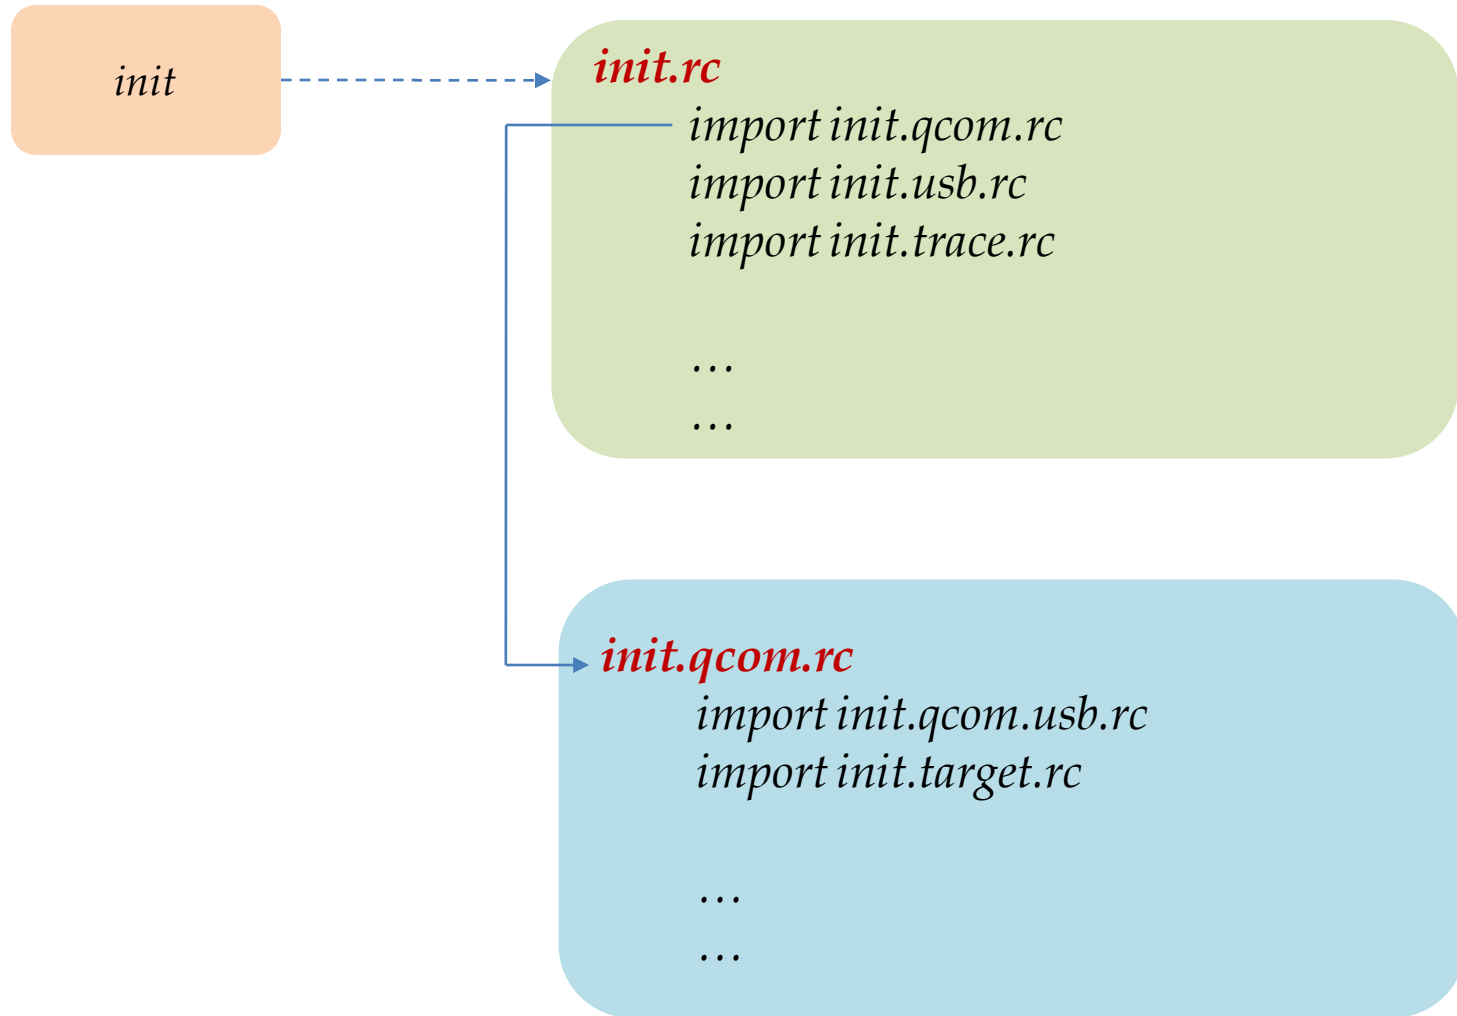 init
init.rc
import init.qcom.rc
import init.usb.rc
import init.trace.rc
…
…
init.qcom.rc
import init.qcom.usb.rc
import init.target.rc
…
…